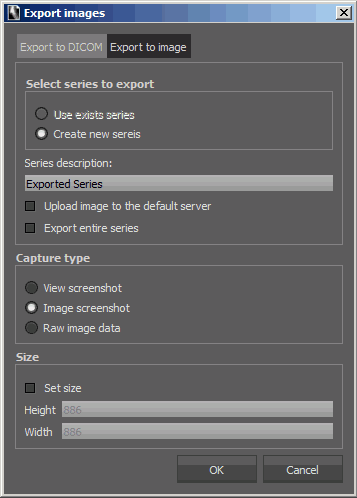 Export images
Export to DICOM Export to image
Select series to export
Use exists series
Create new sereis
Series description:
Exported Series
Upload image to the default server
Export entire series
Capture type
View screenshot
Image screenshot
Raw image data
Size
Set size
Height 886
Width 886
OK Cancel